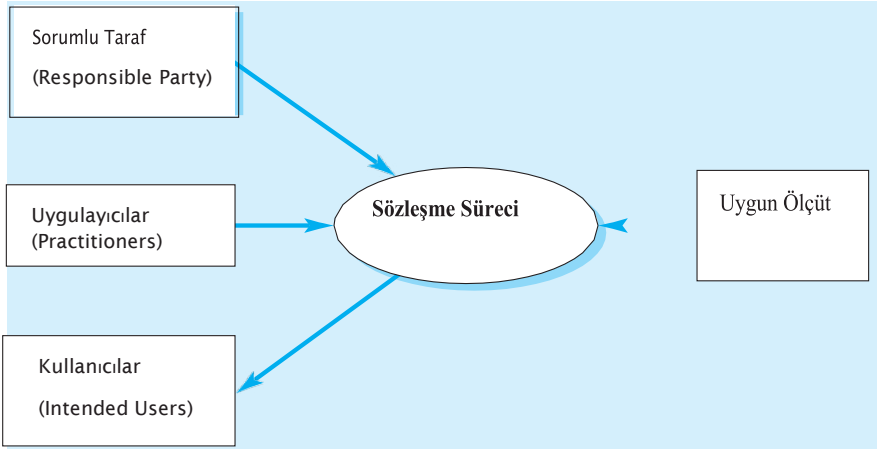 Sorumlu Taraf
(Responsible Party)
Uygulayıcılar
(Practitioners)
Kullanıcılar
(Intended Users)
Sözleşme Süreci
Uygun Ölçüt